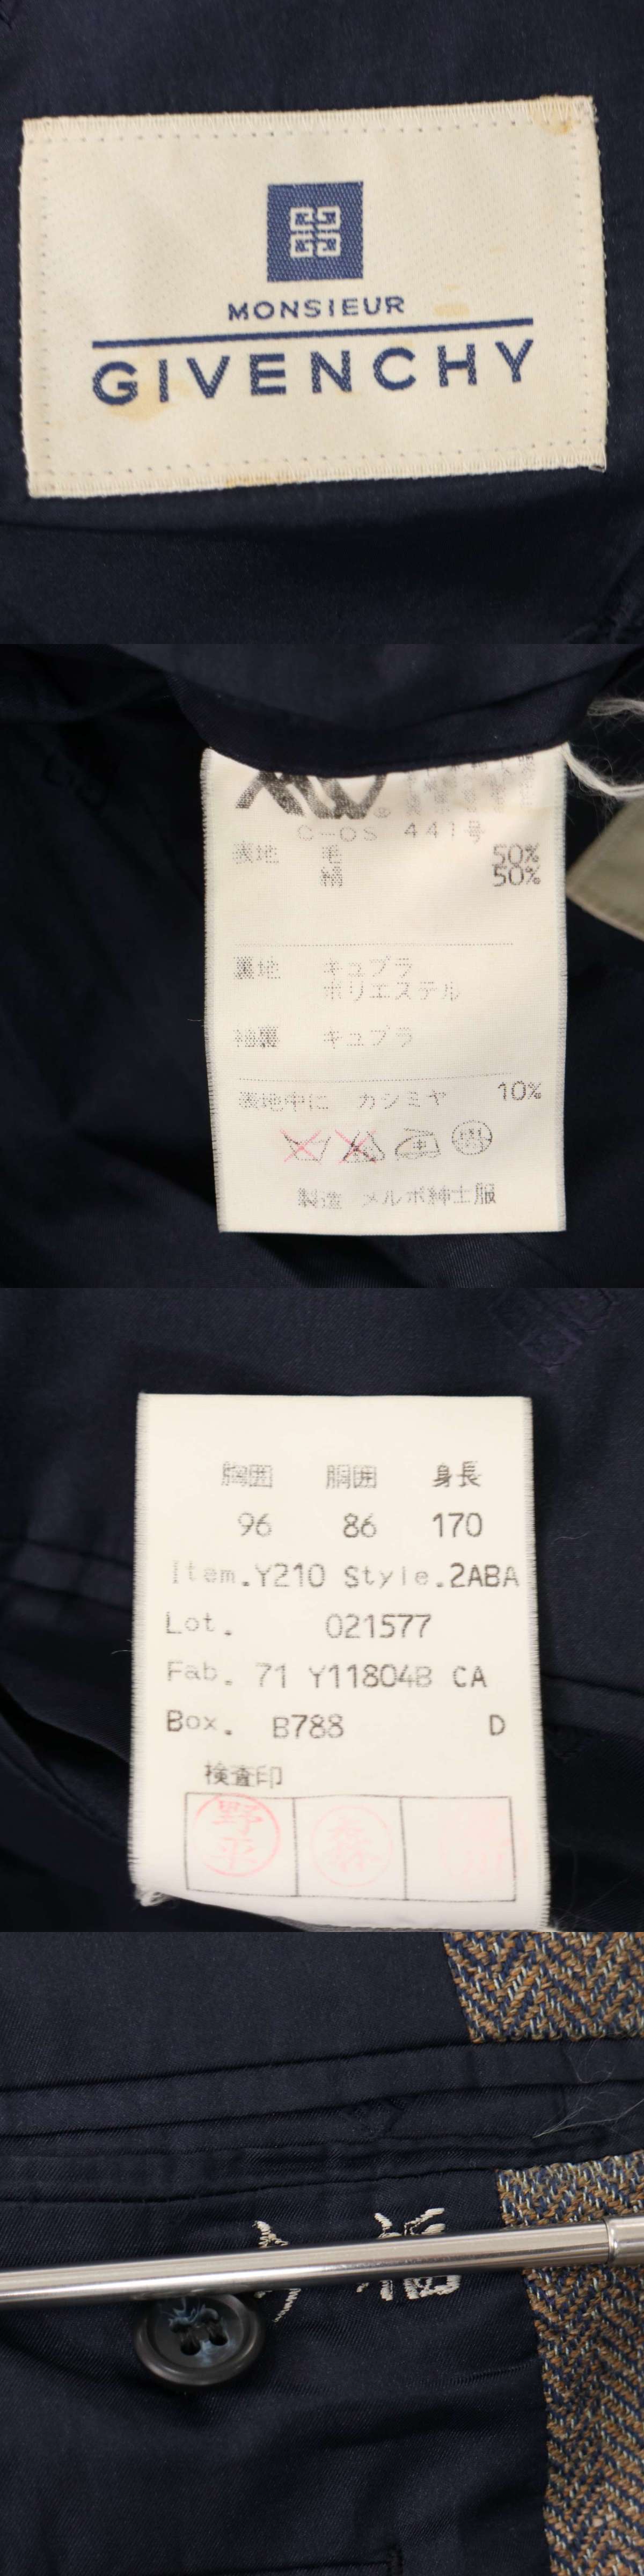 MONSIEUR
GIVENCHY
C-OS 441号
表地 毛 50%
絹 50%
裏地 キュプラ
ポリエステル
袖裏 キュプラ
表地中に カシミヤ 10%
製造 メルボ紳士服
胸囲 胴囲 身長
96 86 170
Item.Y210 Style.2ABA
Lot. 021577
Fab. 71 Y11804B CA
Box. B788 D
検査印
野平